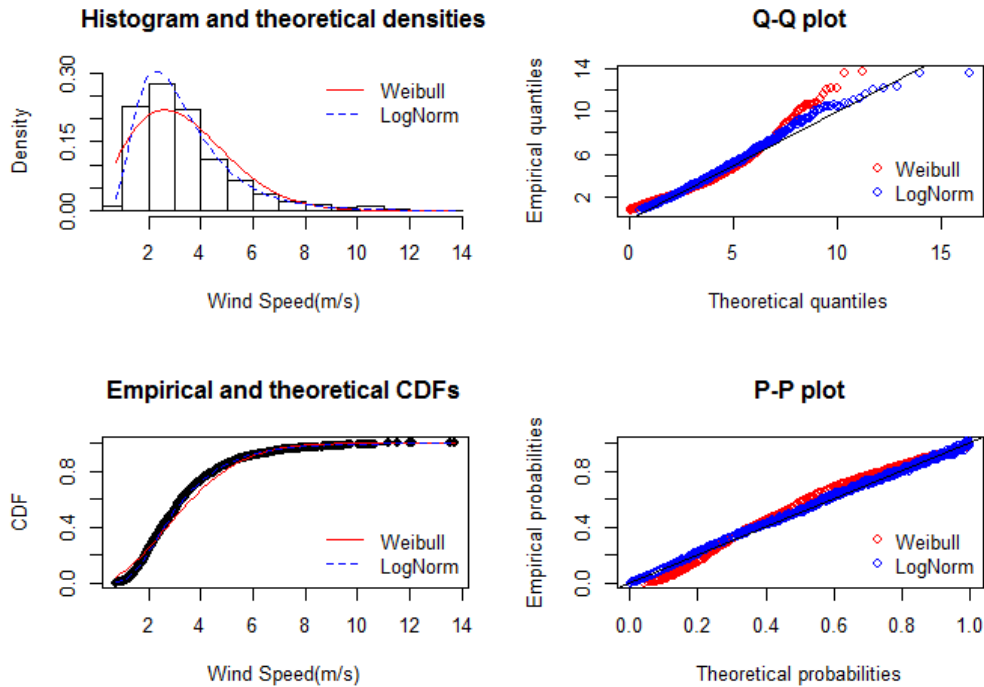 Histogram and theoretical densities
Density
0.00
0.15
0.30
Weibull
LogNorm
2 4 6 8 10 12 14
Wind Speed(m/s)
Q-Q plot
Empirical quantiles
2
6
10
14
Weibull
LogNorm
0 5 10 15
Theoretical quantiles
Empirical and theoretical CDFs
CDF
0.0
0.4
0.8
Weibull
LogNorm
2 4 6 8 10 12 14
Wind Speed(m/s)
P-P plot
Empirical probabilities
0.0
0.4
0.8
Weibull
LogNorm
0.0 0.2 0.4 0.6 0.8 1.0
Theoretical probabilities